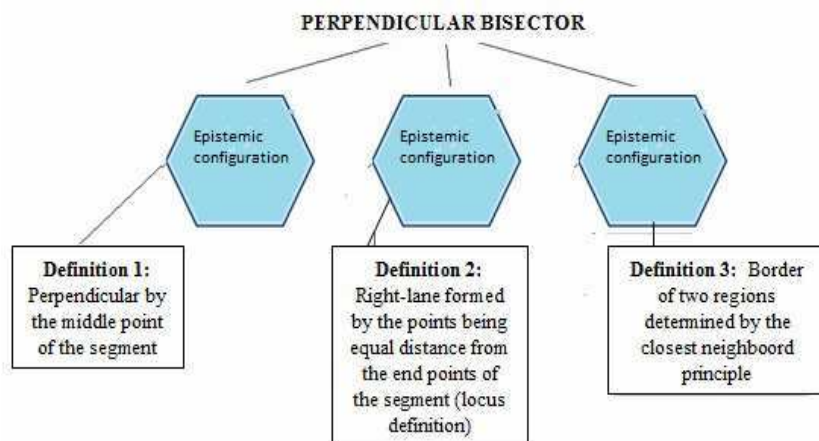 PERPENDICULAR BISECTOR
Epistemic
configuration
Epistemic
configuration
Epistemic
configuration
Definition 1:
Perpendicular by
the middle point
of the segment
Definition 2:
Right-lane formed
by the points being
equal distance from
the end points of
the segment (locus
definition)
Definition 3: Border
of two regions
determined by the
closest neighboord
principle